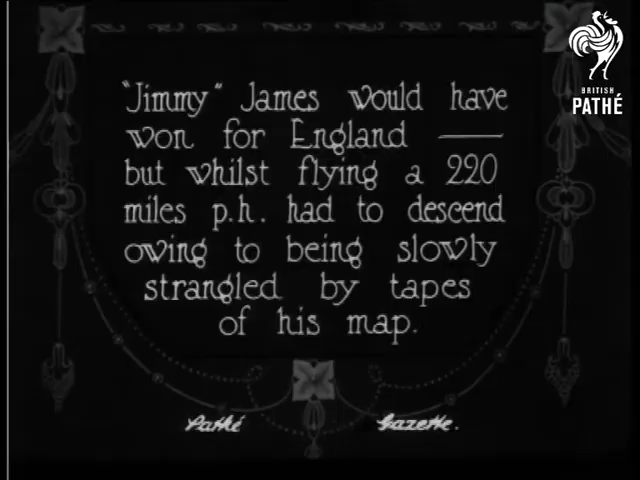 "Jimmy" James would have
won for England —
but whilst flying a 220
miles p.h. had to descend
owing to being slowly
strangled by tapes
of his map.
Pathé Gazette.
BRITISH
PATHÉ